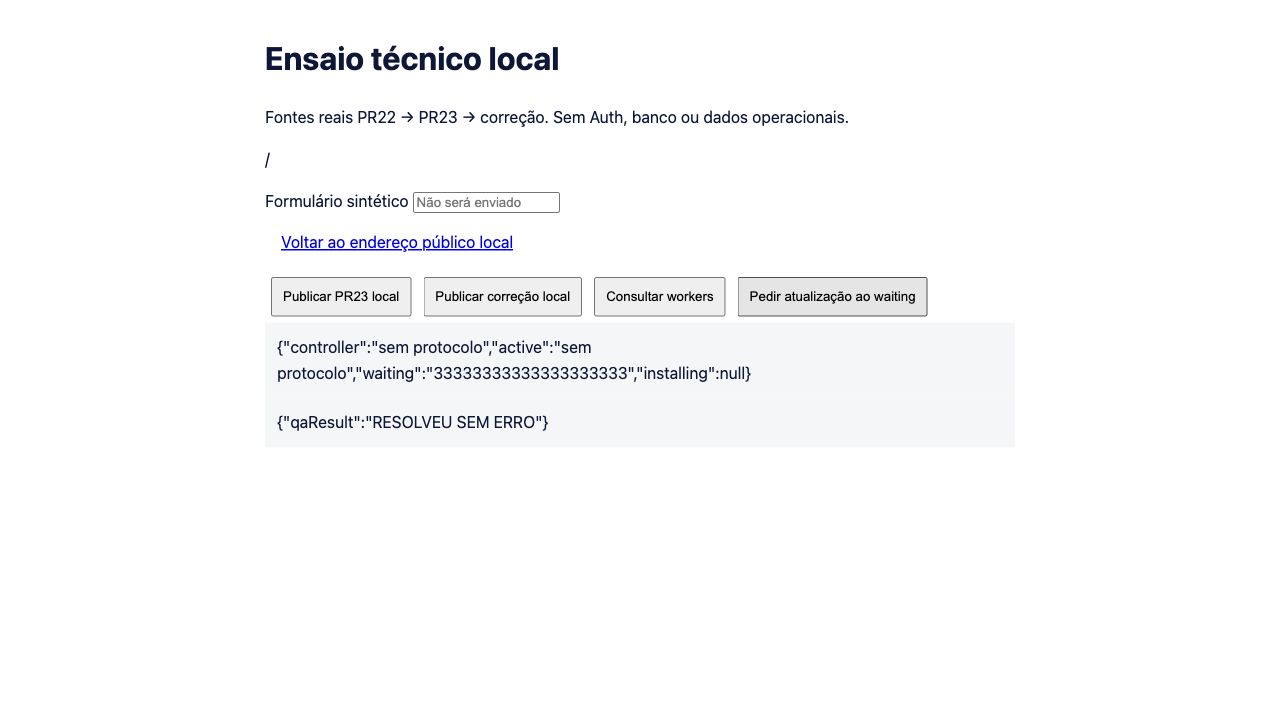 Ensaio técnico local
Fontes reais PR22 → PR23 → correção. Sem Auth, banco ou dados operacionais.
/
Formulário sintético Não será enviado
Voltar ao endereço público local
Publicar PR23 local Publicar correção local Consultar workers Pedir atualização ao waiting
{"controller":"sem protocolo","active":"sem
protocolo","waiting":"33333333333333333333","installing":null}
{"qaResult":"RESOLVEU SEM ERRO"}